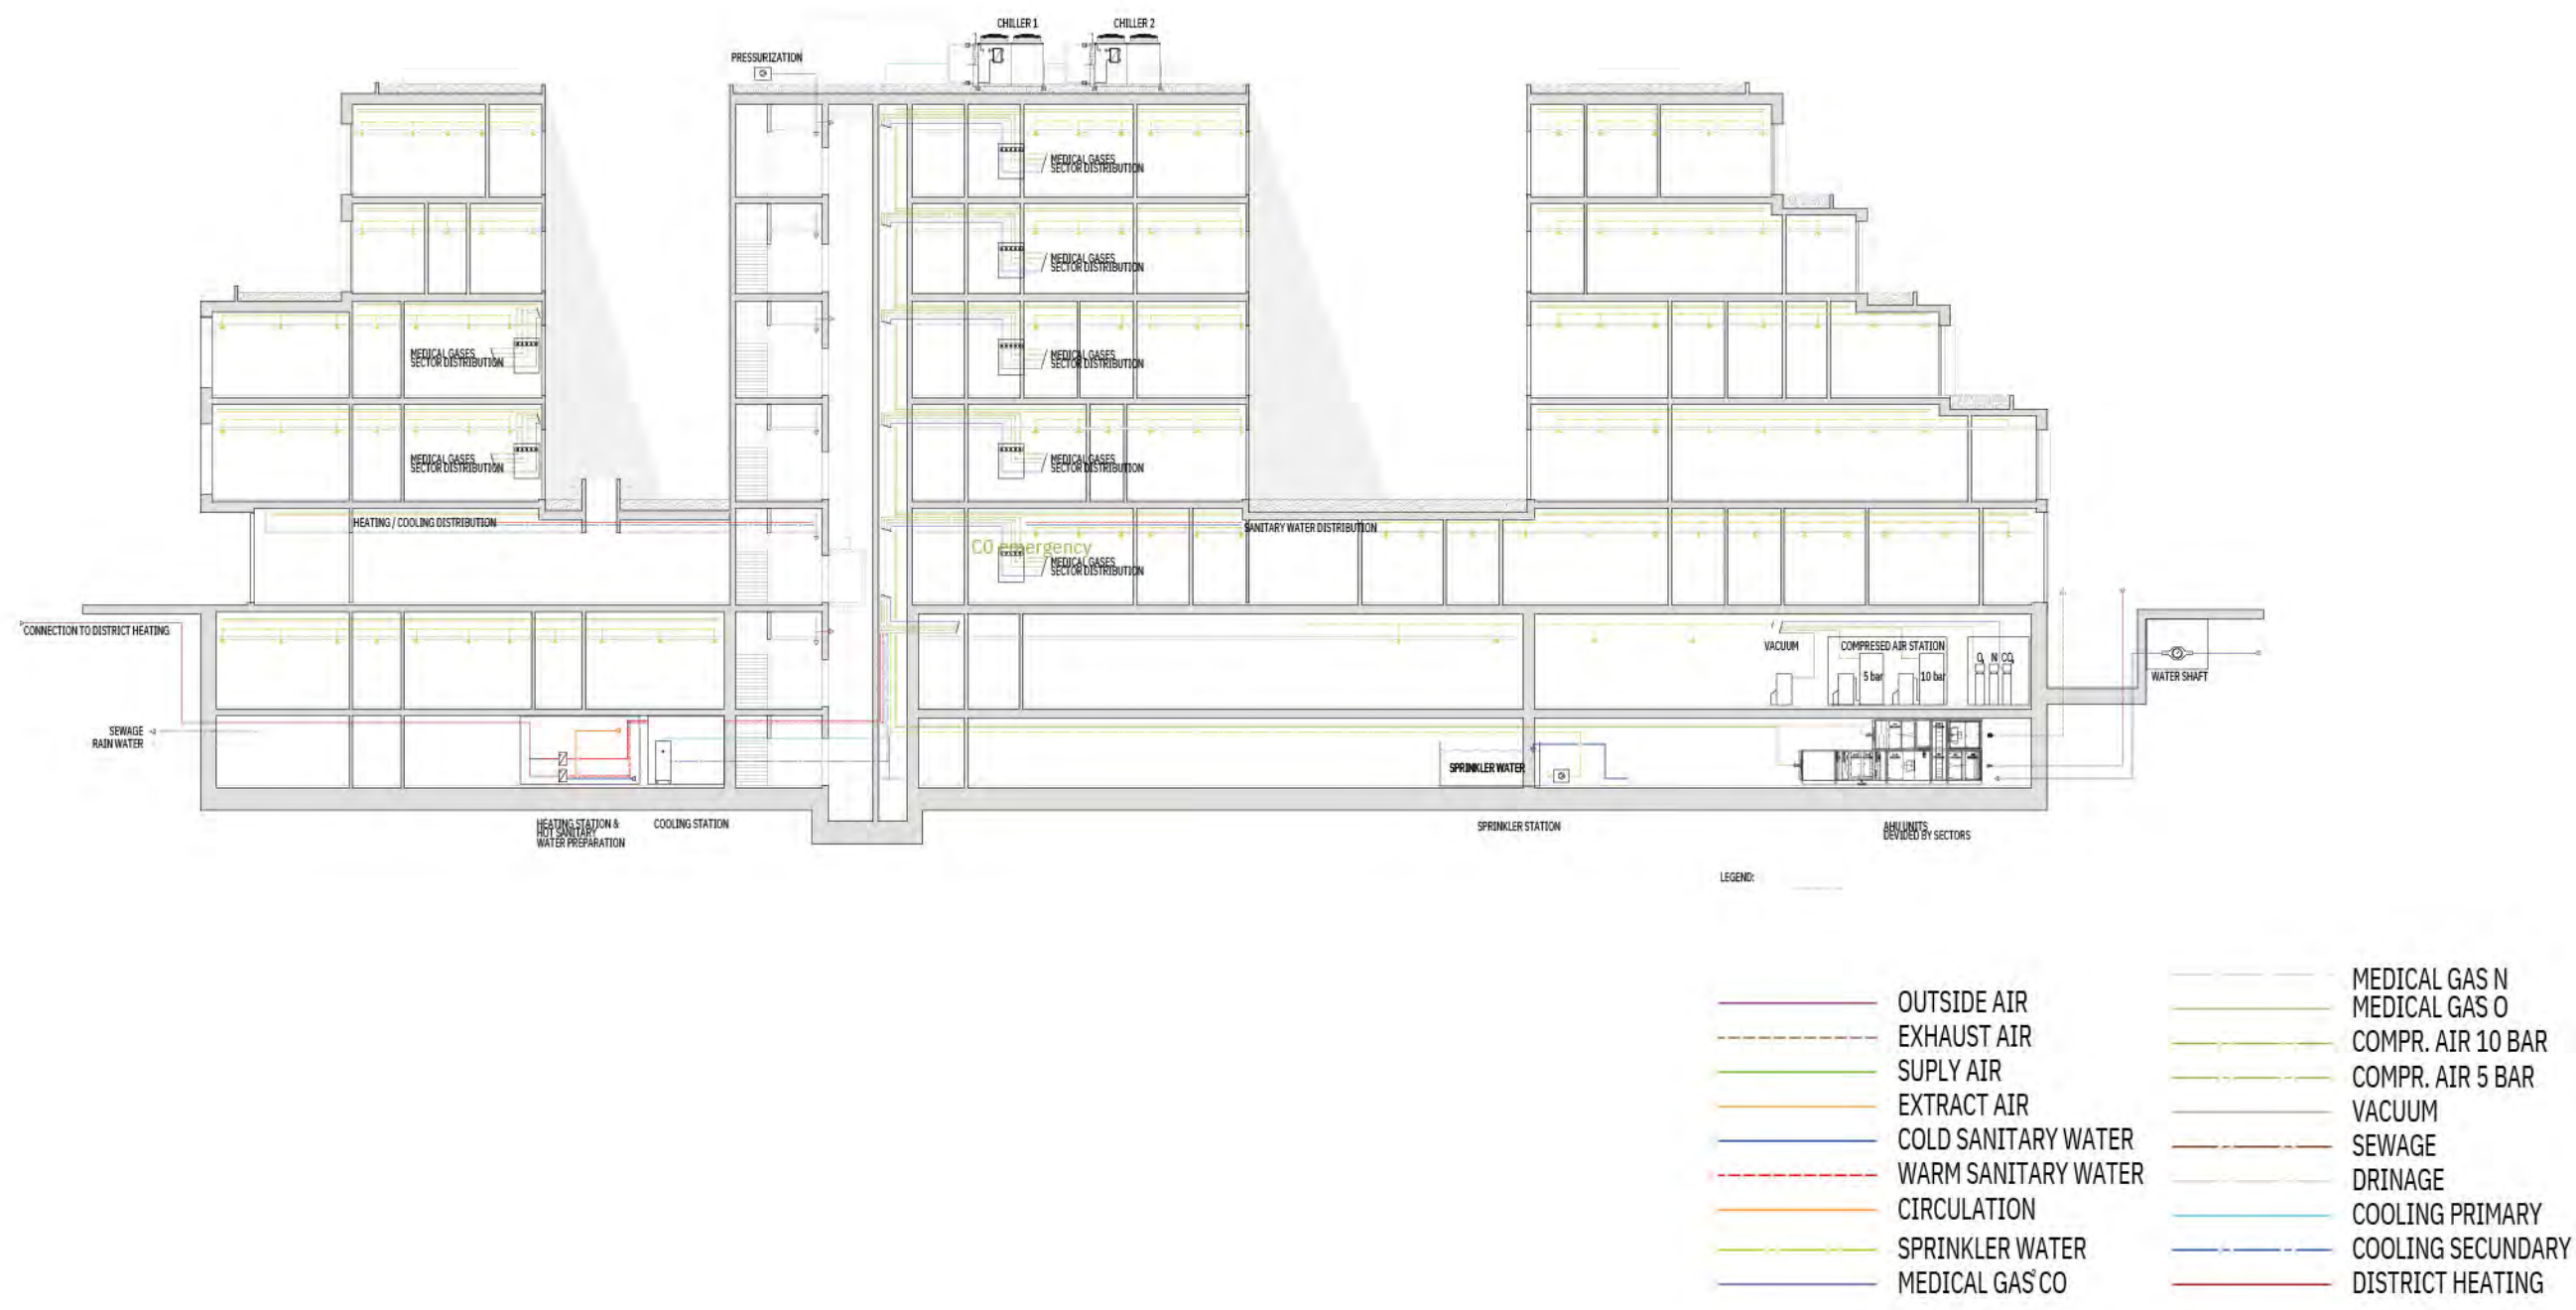 CHILLER 1
CHILLER 2
PRESSURIZATION
MEDICAL GASES
SECTOR DISTRIBUTION
MEDICAL GASES
SECTOR DISTRIBUTION
MEDICAL GASES
SECTOR DISTRIBUTION
MEDICAL GASES
SECTOR DISTRIBUTION
MEDICAL GASES
SECTOR DISTRIBUTION
MEDICAL GASES
SECTOR DISTRIBUTION
HEATING / COOLING DISTRIBUTION
SANITARY WATER DISTRIBUTION
C0 emergency
MEDICAL GASES
SECTOR DISTRIBUTION
CONNECTION TO DISTRICT HEATING
VACUUM
COMPRESED AIR STATION
5 bar
10 bar
O₂ N CO₂
WATER SHAFT
SEWAGE
RAIN WATER
SPRINKLER WATER
HEATING STATION &
HOT SANITARY
WATER PREPARATION
COOLING STATION
SPRINKLER STATION
AHU UNITS
DEVIDED BY SECTORS
LEGEND:
OUTSIDE AIR
EXHAUST AIR
SUPLY AIR
EXTRACT AIR
COLD SANITARY WATER
WARM SANITARY WATER
CIRCULATION
SPRINKLER WATER
MEDICAL GAS CO²
MEDICAL GAS N
MEDICAL GAS O
COMPR. AIR 10 BAR
COMPR. AIR 5 BAR
VACUUM
SEWAGE
DRINAGE
COOLING PRIMARY
COOLING SECUNDARY
DISTRICT HEATING